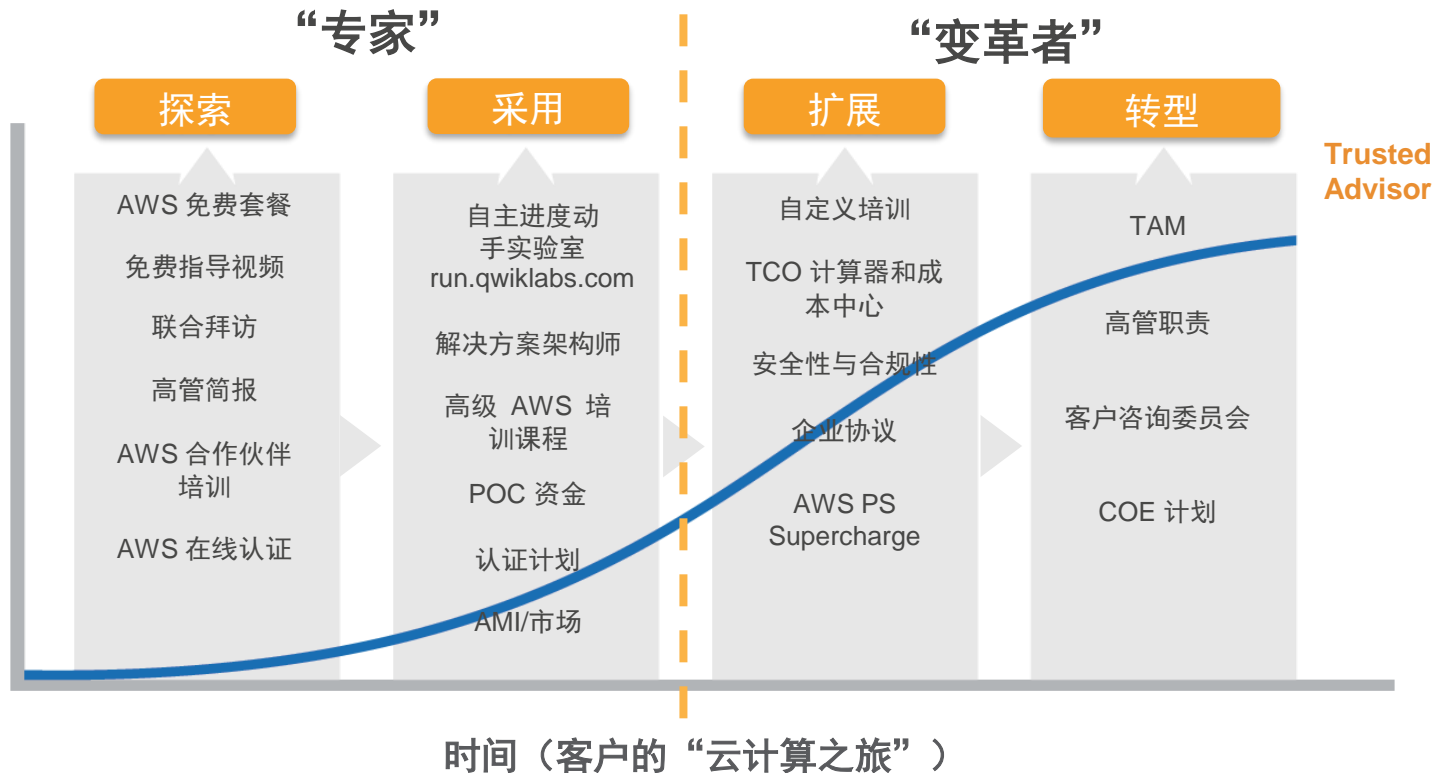 “专家”
“变革者”
探索
采用
扩展
转型
Trusted
Advisor
AWS 免费套餐
免费指导视频
联合拜访
高管简报
AWS 合作伙伴
培训
AWS 在线认证
自主进度动
手实验室
run.qwiklabs.com
解决方案架构师
高级 AWS 培
训课程
POC 资金
认证计划
AMI/市场
自定义培训
TCO 计算器和成
本中心
安全性与合规性
企业协议
AWS PS
Supercharge
TAM
高管职责
客户咨询委员会
COE 计划
时间（客户的“云计算之旅”）